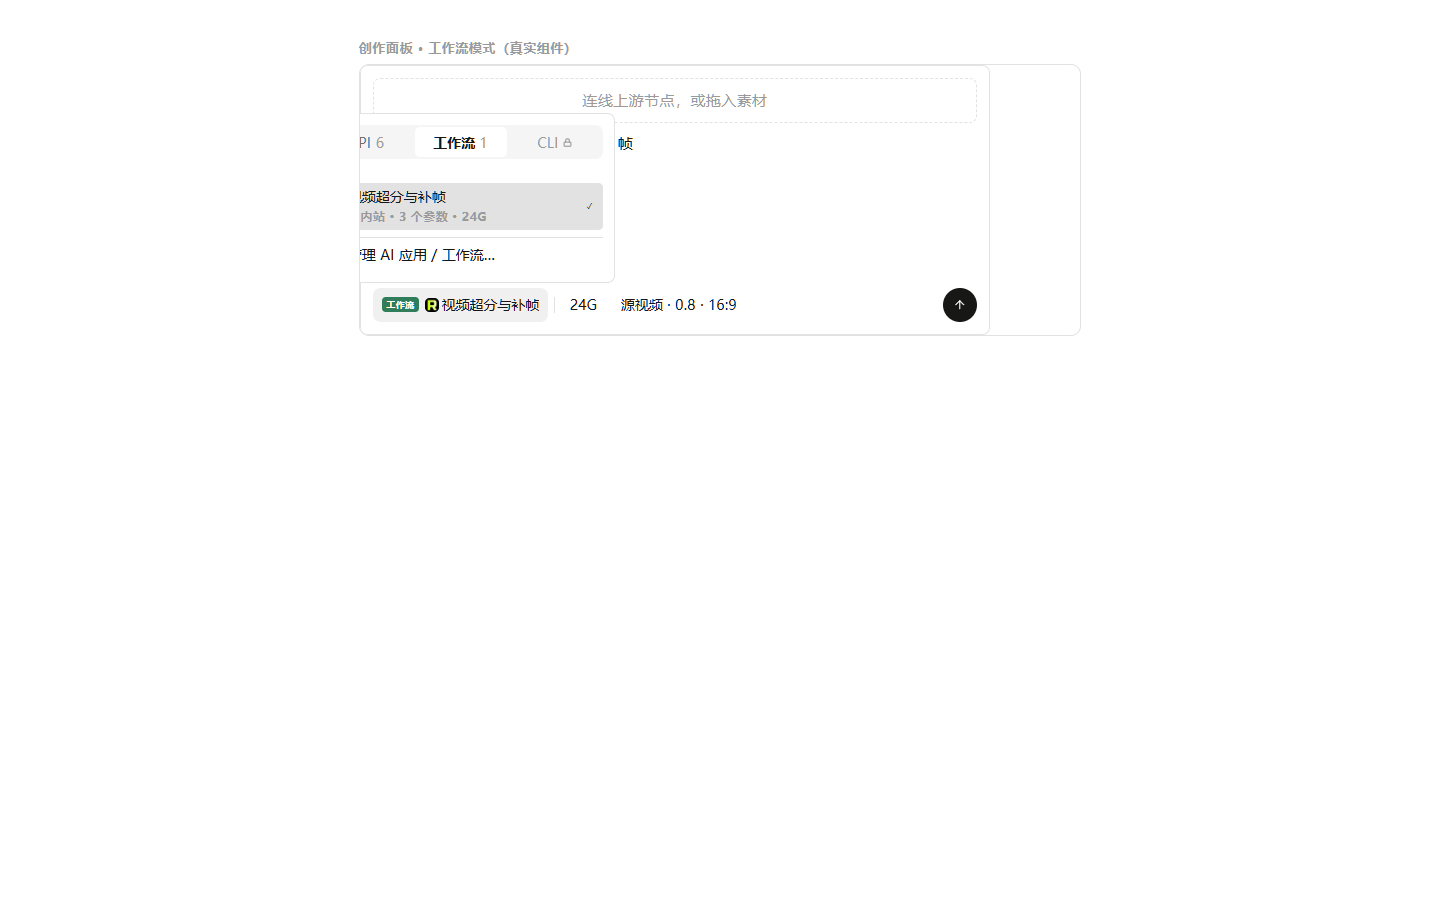 创作面板 • 工作流模式（真实组件）
连线上游节点，或拖入素材
PI 6 工作流 1 CLI
帧
视频超分与补帧 ✓
内站 • 3 个参数 • 24G
管理 AI 应用 / 工作流...
工作流 R 视频超分与补帧 24G 源视频 · 0.8 · 16:9